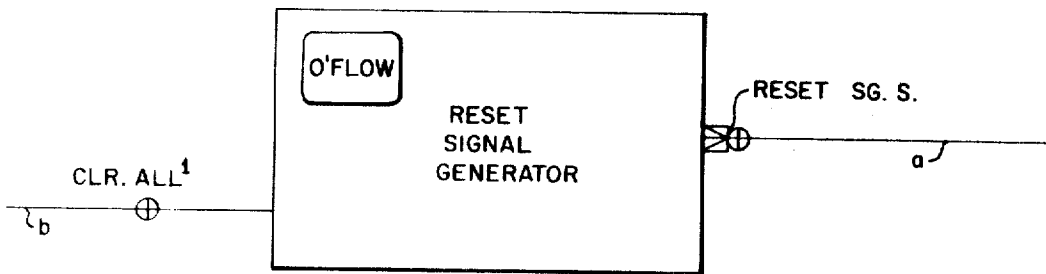 O'FLOW
RESET SG. S.
RESET
SIGNAL
GENERATOR
a
CLR. ALL¹
b